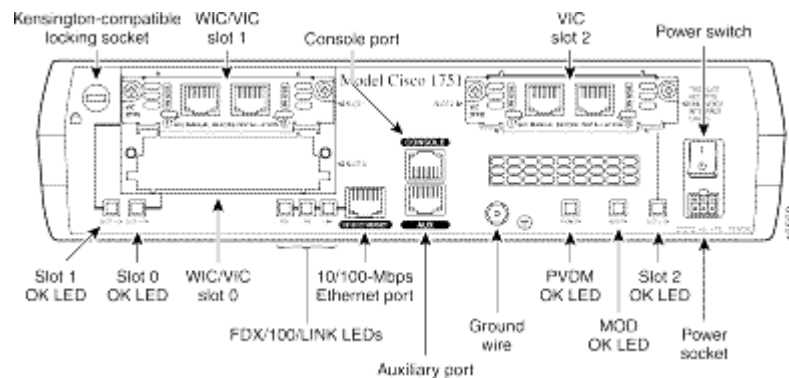 Kensington-compatible
locking socket
WIC/VIC
slot 1
Console port
VIC
slot 2
Power switch
Model Cisco 1751
CONSOLE
AUX
Slot 1
OK LED
Slot 0
OK LED
WIC/VIC
slot 0
FDX/100/LINK LEDs
10/100-Mbps
Ethernet port
Auxiliary port
Ground
wire
PVDM
OK LED
MOD
OK LED
Slot 2
OK LED
Power
socket